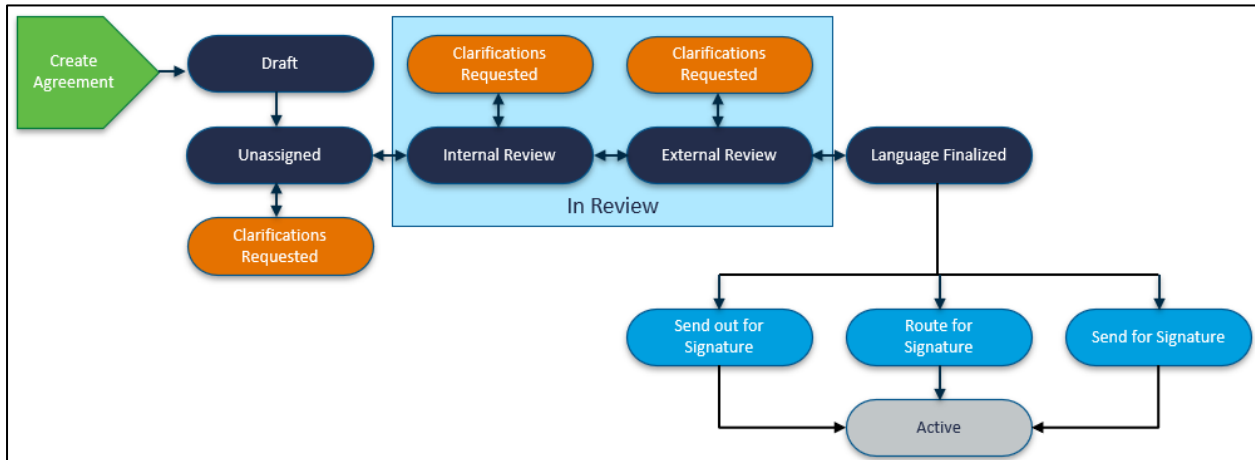 Create
Agreement
Draft
Clarifications
Requested
Clarifications
Requested
Unassigned
Internal Review
External Review
Language Finalized
In Review
Clarifications
Requested
Send out for
Signature
Route for
Signature
Send for Signature
Active